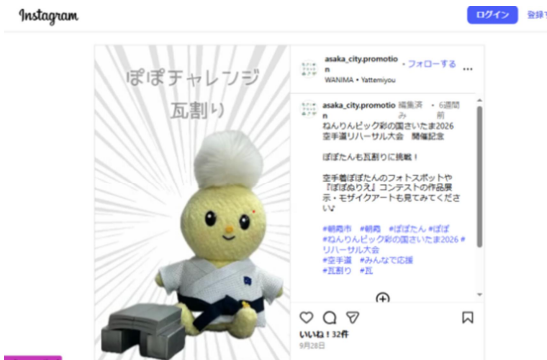 Instagram
ログイン
登録す
ぽぽチャレンジ
瓦割り
asaka_city.promotio
n
・フォローする
WANIMA • Yattemiyou
asaka_city.promotio
n
編集済
み
・6週間
前
ねんりんピック彩の国さいたま2026
空手道リハーサル大会 開催記念
ぽぽたんも瓦割りに挑戦！
空手着ぽぽたんのフォトスポットや
『ぽぽぬりえ』コンテストの作品展
示・モザイクアートも見てみてくださ
い♪
#朝霞市 #朝霞 #ぽぽたん #ぽぽ
#ねんりんピック彩の国さいたま2026 #
リハーサル大会
#空手道 #みんなで応援
#瓦割り #瓦
いいね！32件
9月28日